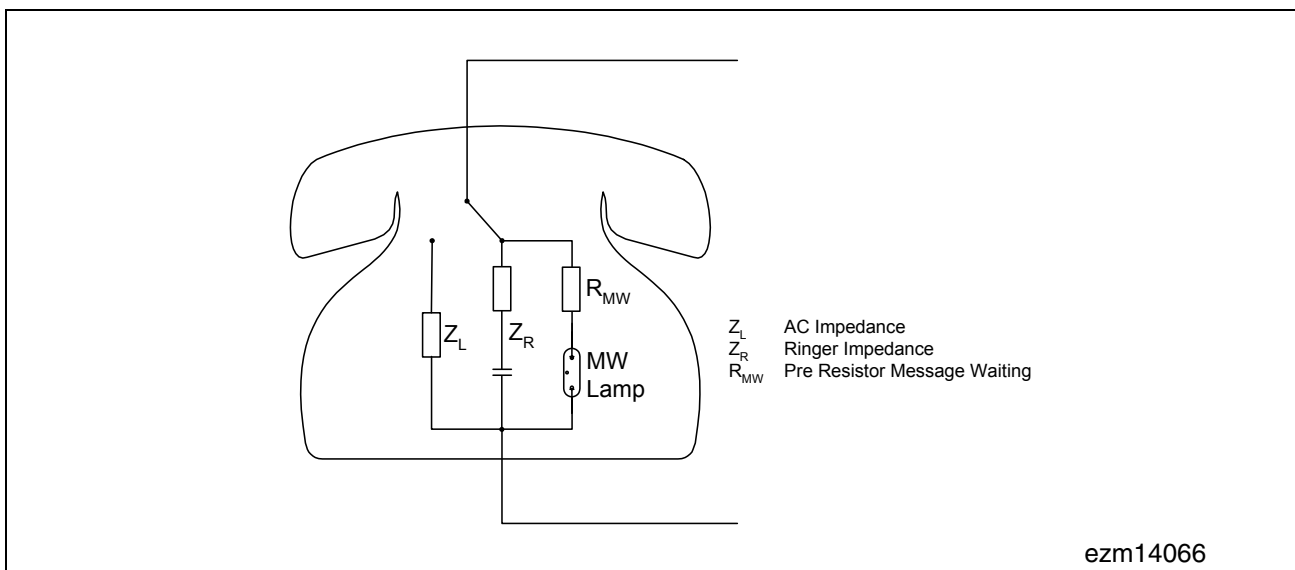 R_MW
Z_L
Z_R
MW
Lamp
Z_L AC Impedance
Z_R Ringer Impedance
R_MW Pre Resistor Message Waiting
ezm14066